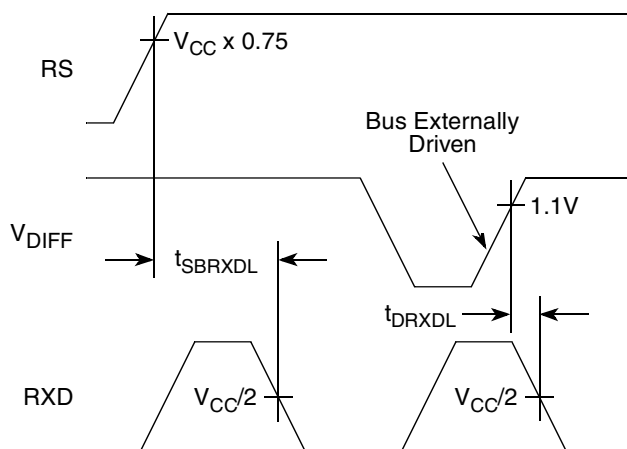 V_CC x 0.75
RS
Bus Externally
Driven
1.1V
V_DIFF
t_SBRXDL
t_DRXDL
RXD
V_CC/2
V_CC/2